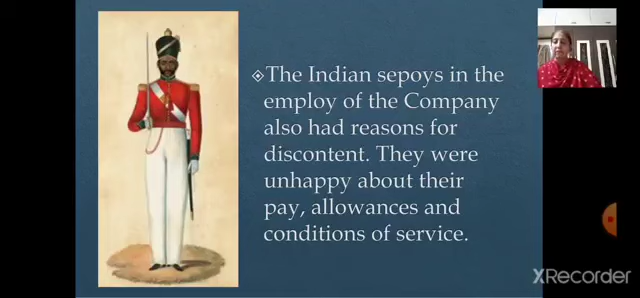 The Indian sepoys in the
employ of the Company
also had reasons for
discontent. They were
unhappy about their
pay, allowances and
conditions of service.
XRecorder